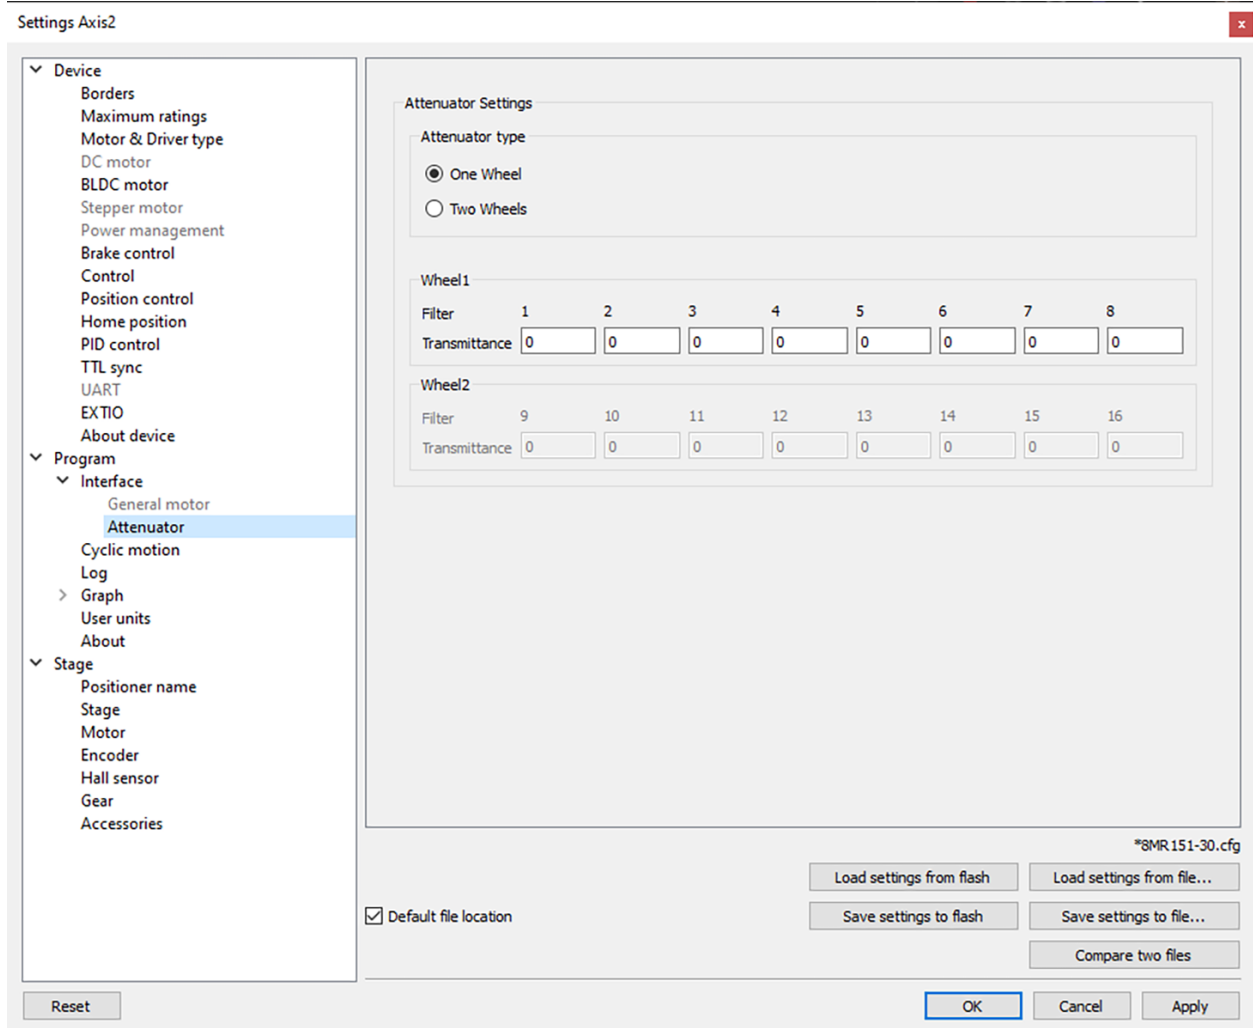 Settings Axis2
x
Device
Borders
Maximum ratings
Motor & Driver type
DC motor
BLDC motor
Stepper motor
Power management
Brake control
Control
Position control
Home position
PID control
TTL sync
UART
EXTIO
About device
Program
Interface
General motor
Attenuator
Cyclic motion
Log
Graph
User units
About
Stage
Positioner name
Stage
Motor
Encoder
Hall sensor
Gear
Accessories
Attenuator Settings
Attenuator type
One Wheel
Two Wheels
Wheel1
Filter 1 2 3 4 5 6 7 8
Transmittance 0 0 0 0 0 0 0 0
Wheel2
Filter 9 10 11 12 13 14 15 16
Transmittance 0 0 0 0 0 0 0 0
*8MR151-30.cfg
Load settings from flash Load settings from file...
Default file location Save settings to flash Save settings to file...
Compare two files
Reset OK Cancel Apply